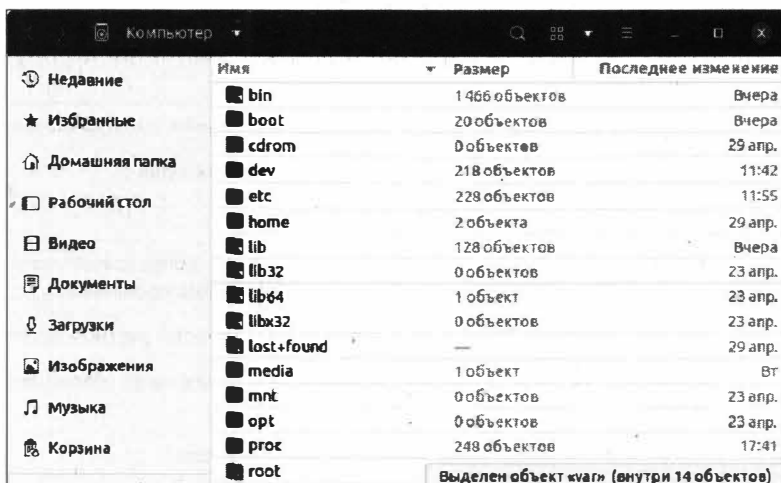 Компьютер
Недавние
Избранные
Домашняя папка
Рабочий стол
Видео
Документы
Загрузки
Изображения
Музыка
Корзина
Имя Размер Последнее изменение
bin 1466 объектов Вчера
boot 20 объектов Вчера
cdrom 0 объектов 29 апр.
dev 218 объектов 11:42
etc 228 объектов 11:55
home 2 объекта 29 апр.
lib 128 объектов Вчера
lib32 0 объектов 23 апр.
lib64 1 объект 23 апр.
libx32 0 объектов 23 апр.
lost+found — 29 апр.
media 1 объект Вт
mnt 0 объектов 23 апр.
opt 0 объектов 23 апр.
proc 248 объектов 17:41
root
Выделен объект «var» (внутри 14 объектов)